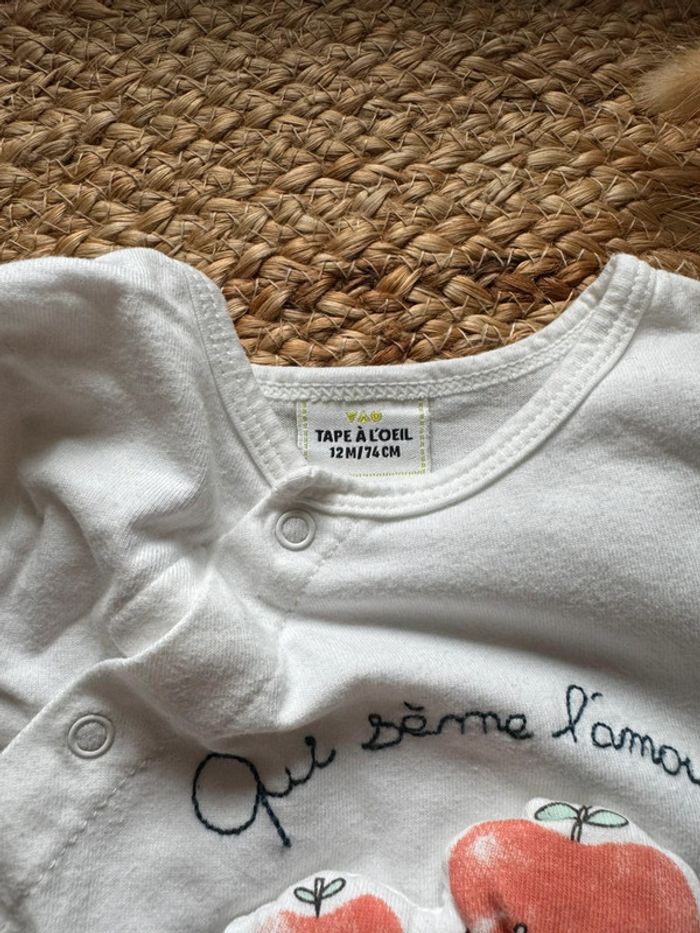 TAO
TAPE À L'OEIL
12M/74CM
Qui sème l'amou